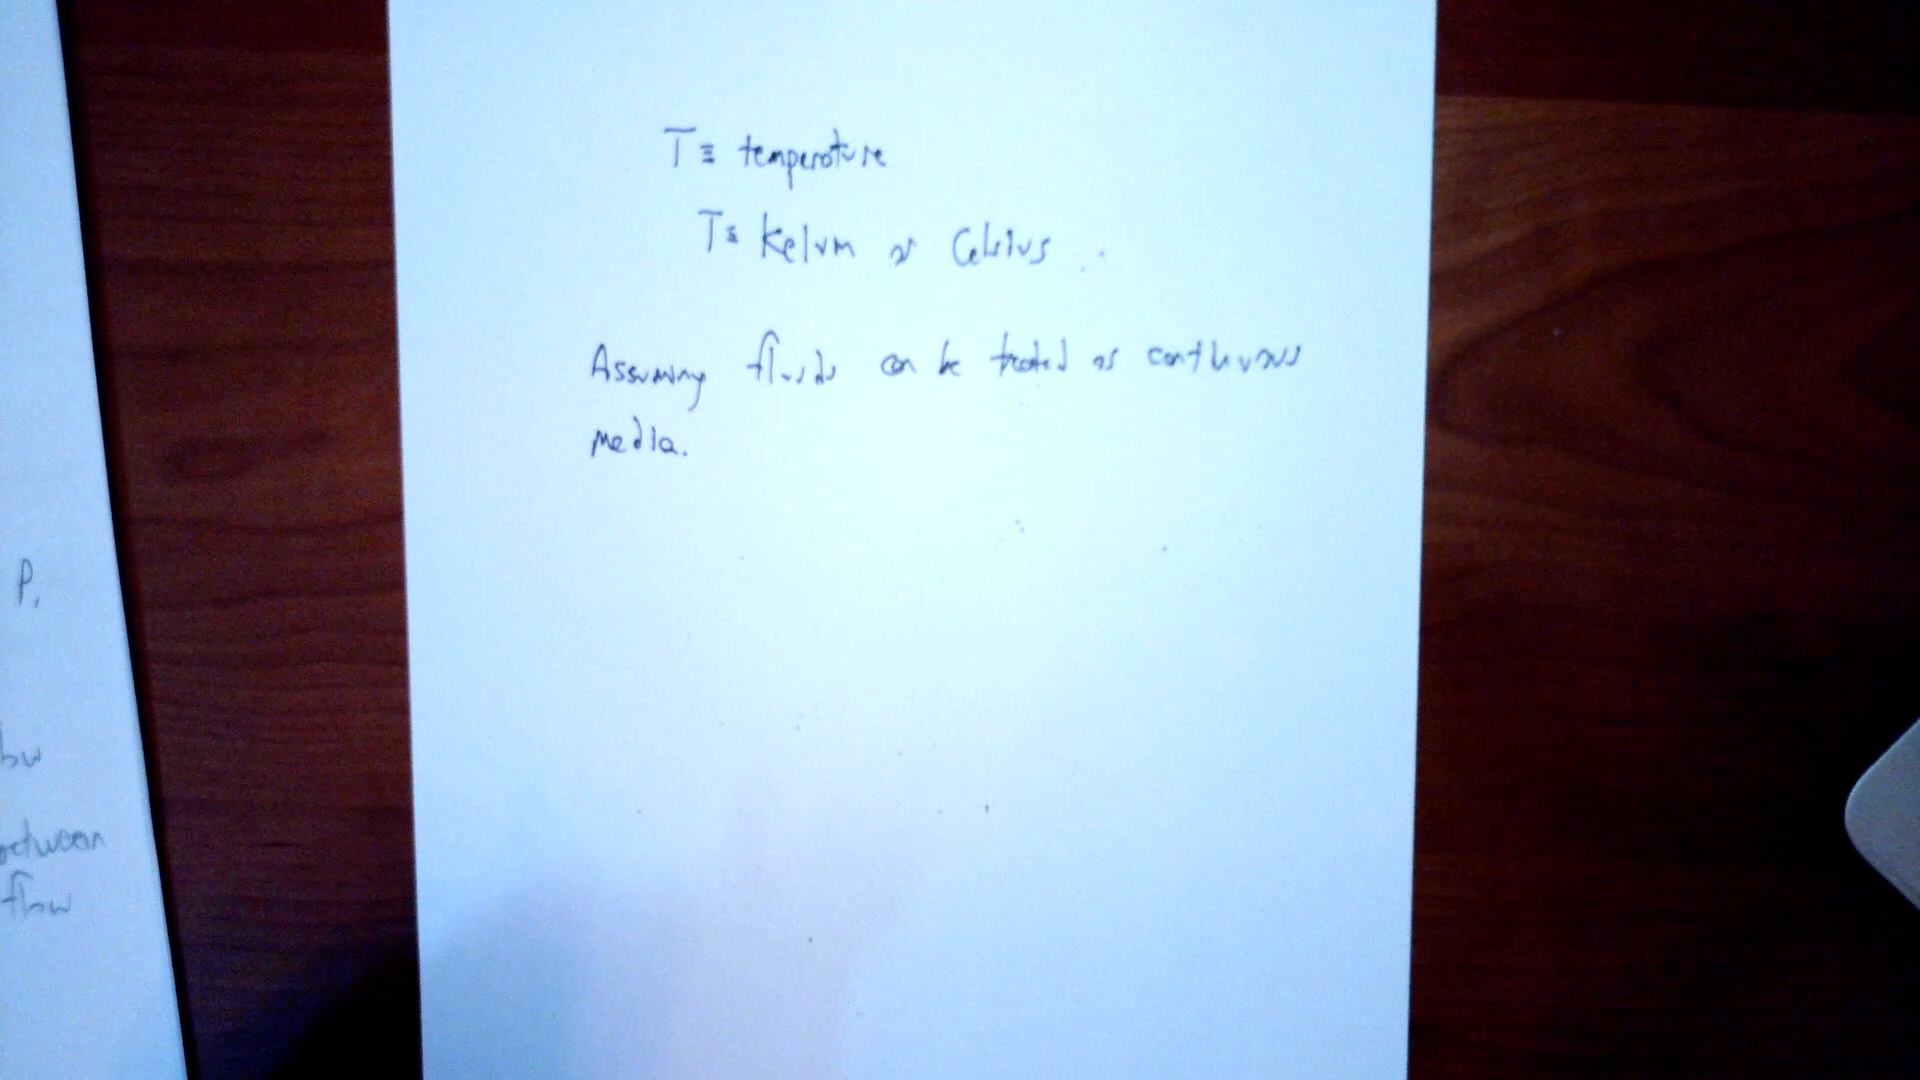 T ≡ temperature
T ≡ Kelvin or Celsius.
Assuming fluids can be treated as continuous
media.
P,
between
flow